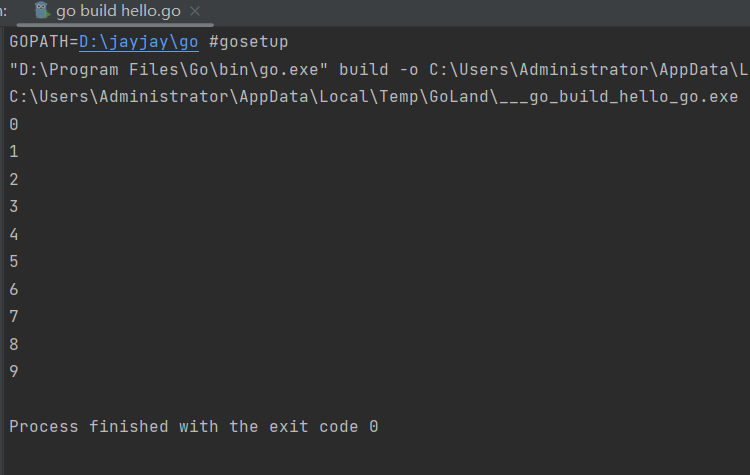 n:
go build hello.go
GOPATH=D:\jayjay\go #gosetup
"D:\Program Files\Go\bin\go.exe" build -o C:\Users\Administrator\AppData\L
C:\Users\Administrator\AppData\Local\Temp\GoLand\___go_build_hello_go.exe
0
1
2
3
4
5
6
7
8
9
Process finished with the exit code 0